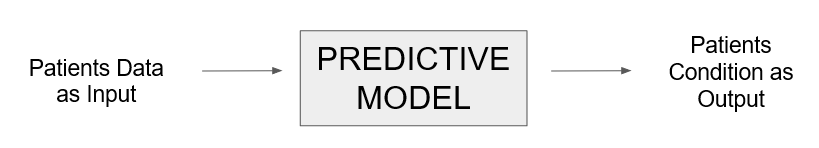 Patients Data
as Input
PREDICTIVE
MODEL
Patients
Condition as
Output